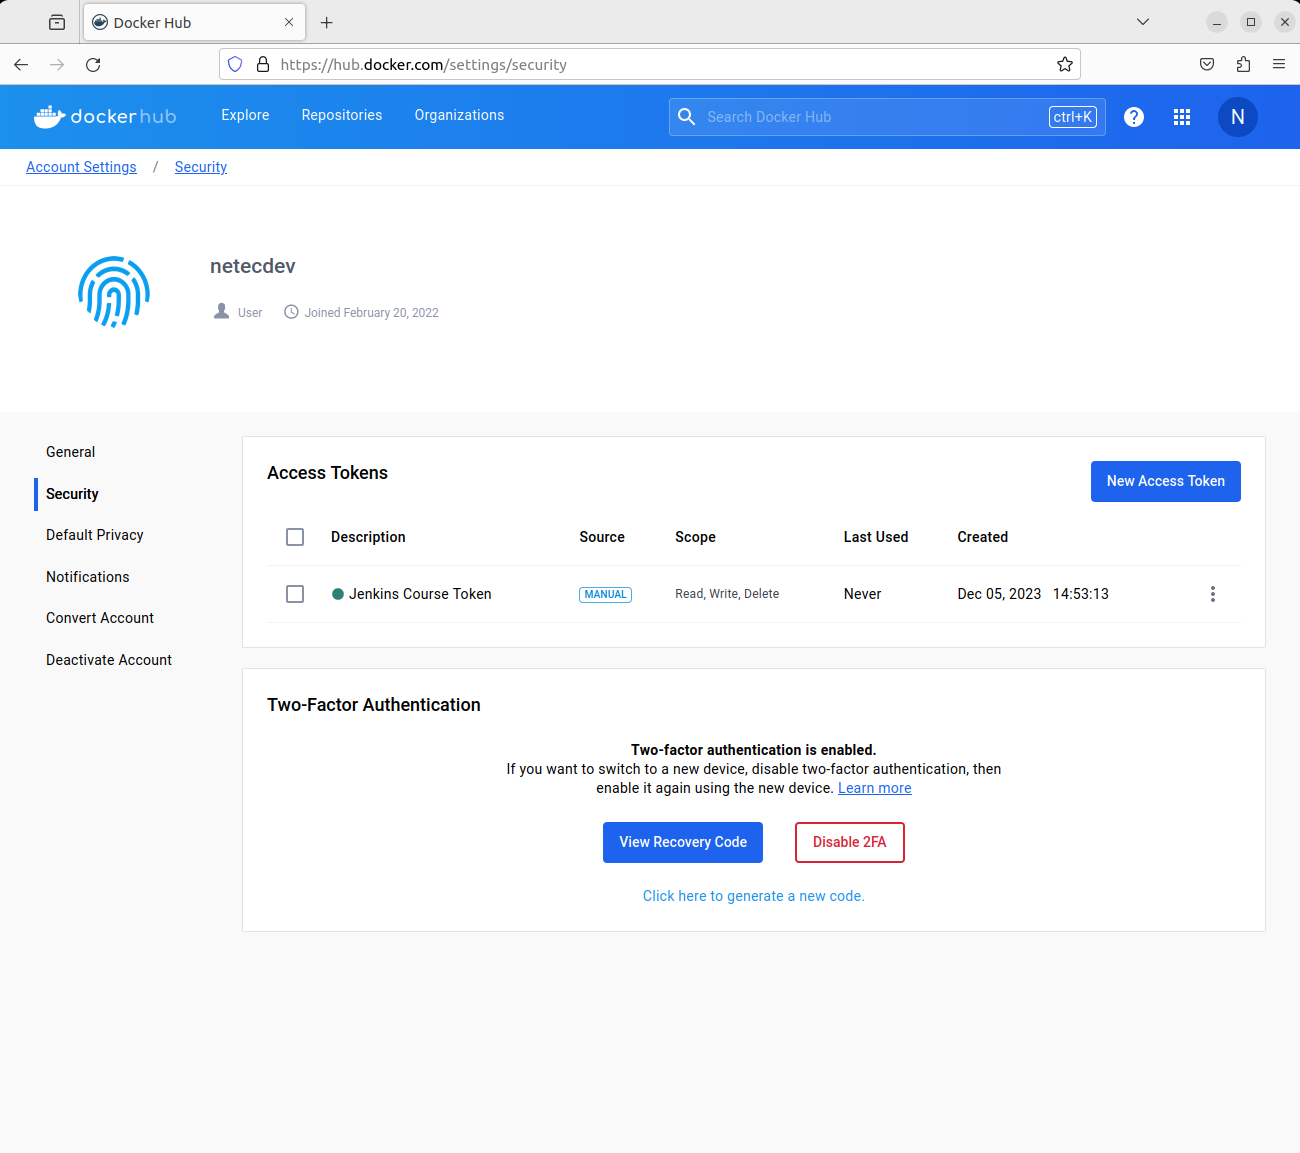 Docker Hub
https://hub.docker.com/settings/security
dockerhub Explore Repositories Organizations Search Docker Hub ctrl+K ? N
Account Settings / Security
netecdev
User Joined February 20, 2022
General
Security
Default Privacy
Notifications
Convert Account
Deactivate Account
Access Tokens
New Access Token
Description Source Scope Last Used Created
Jenkins Course Token MANUAL Read, Write, Delete Never Dec 05, 2023 14:53:13
Two-Factor Authentication
Two-factor authentication is enabled.
If you want to switch to a new device, disable two-factor authentication, then
enable it again using the new device. Learn more
View Recovery Code Disable 2FA
Click here to generate a new code.